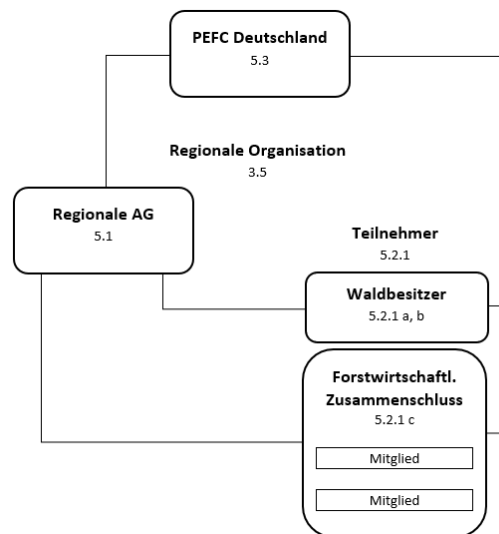 PEFC Deutschland
5.3
Regionale Organisation
3.5
Regionale AG
5.1
Teilnehmer
5.2.1
Waldbesitzer
5.2.1 a, b
Forstwirtschaftl.
Zusammenschluss
5.2.1 c
Mitglied
Mitglied